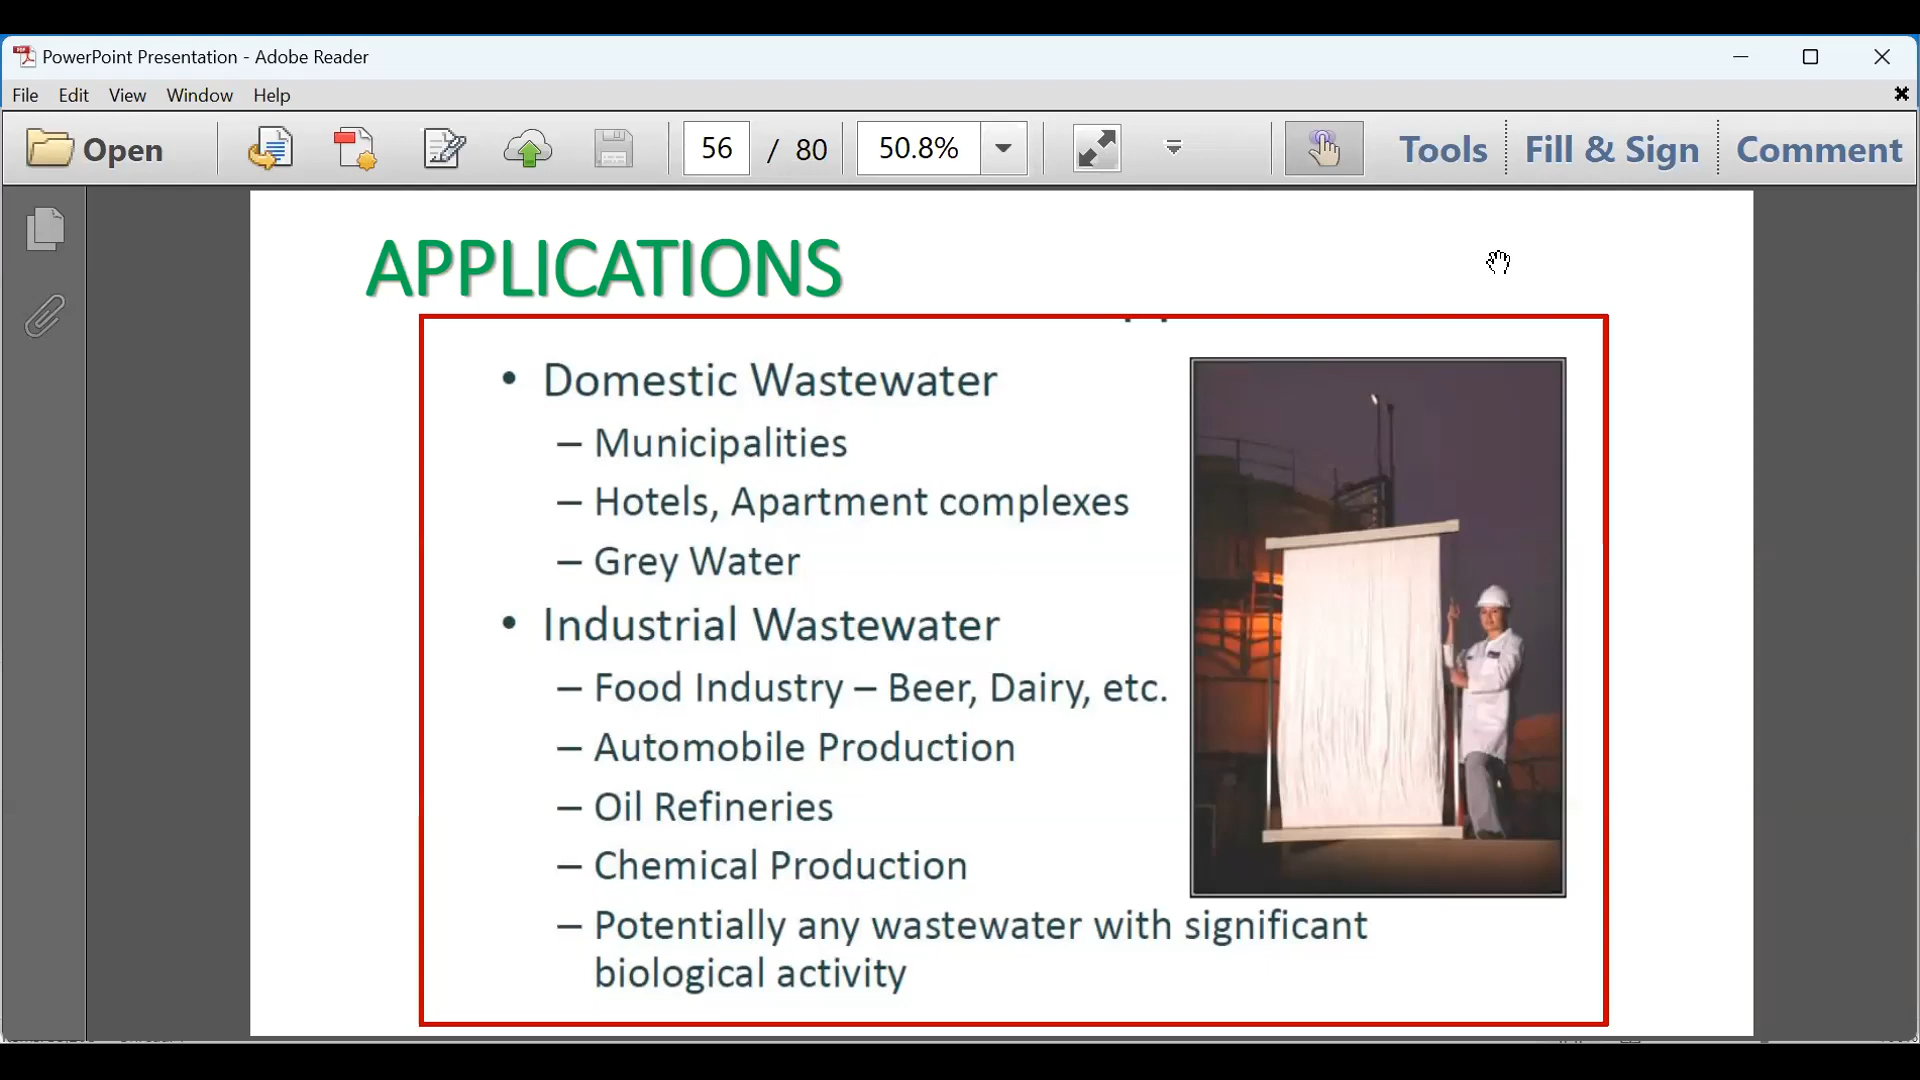 PowerPoint Presentation - Adobe Reader
File Edit View Window Help
Open 56 / 80 50.8% Tools Fill & Sign Comment
APPLICATIONS
• Domestic Wastewater
– Municipalities
– Hotels, Apartment complexes
– Grey Water
• Industrial Wastewater
– Food Industry – Beer, Dairy, etc.
– Automobile Production
– Oil Refineries
– Chemical Production
– Potentially any wastewater with significant
biological activity